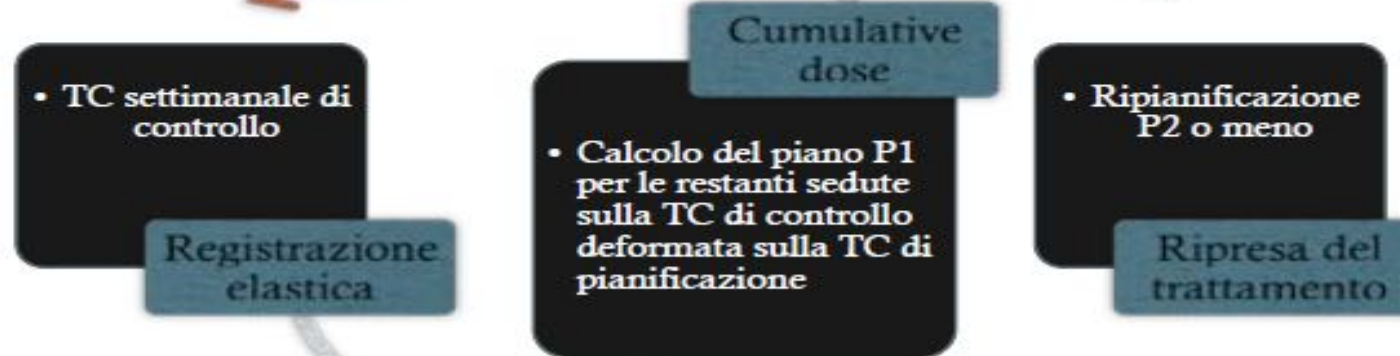 • TC settimanale di
controllo
Registrazione
elastica
Cumulative
dose
• Calcolo del piano P1
per le restanti sedute
sulla TC di controllo
deformata sulla TC di
pianificazione
• Ripianificazione
P2 o meno
Ripresa del
trattamento